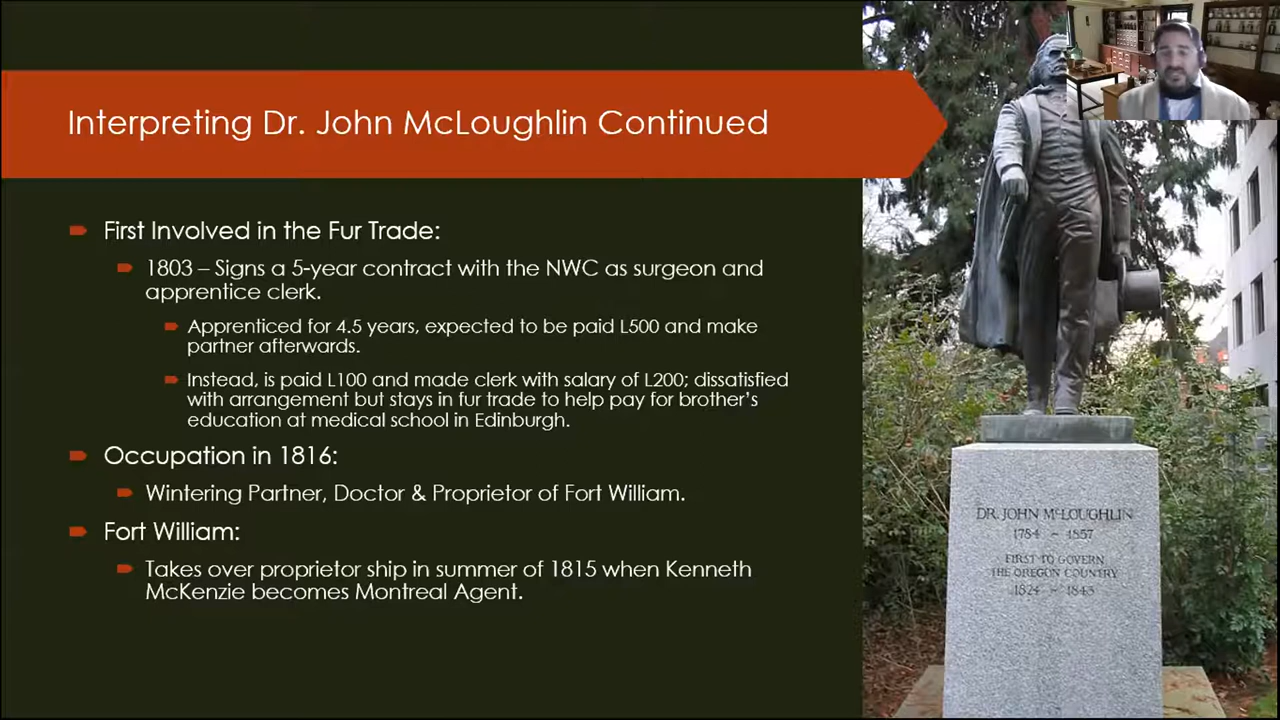 Interpreting Dr. John McLoughlin Continued
First Involved in the Fur Trade:
1803 – Signs a 5-year contract with the NWC as surgeon and
apprentice clerk.
Apprenticed for 4.5 years, expected to be paid L500 and make
partner afterwards.
Instead, is paid L100 and made clerk with salary of L200; dissatisfied
with arrangement but stays in fur trade to help pay for brother’s
education at medical school in Edinburgh.
Occupation in 1816:
Wintering Partner, Doctor & Proprietor of Fort William.
Fort William:
Takes over proprietor ship in summer of 1815 when Kenneth
McKenzie becomes Montreal Agent.
DR. JOHN McLOUGHLIN
1784 ~ 1857
FIRST TO GOVERN
THE OREGON COUNTRY
1824 ~ 1843